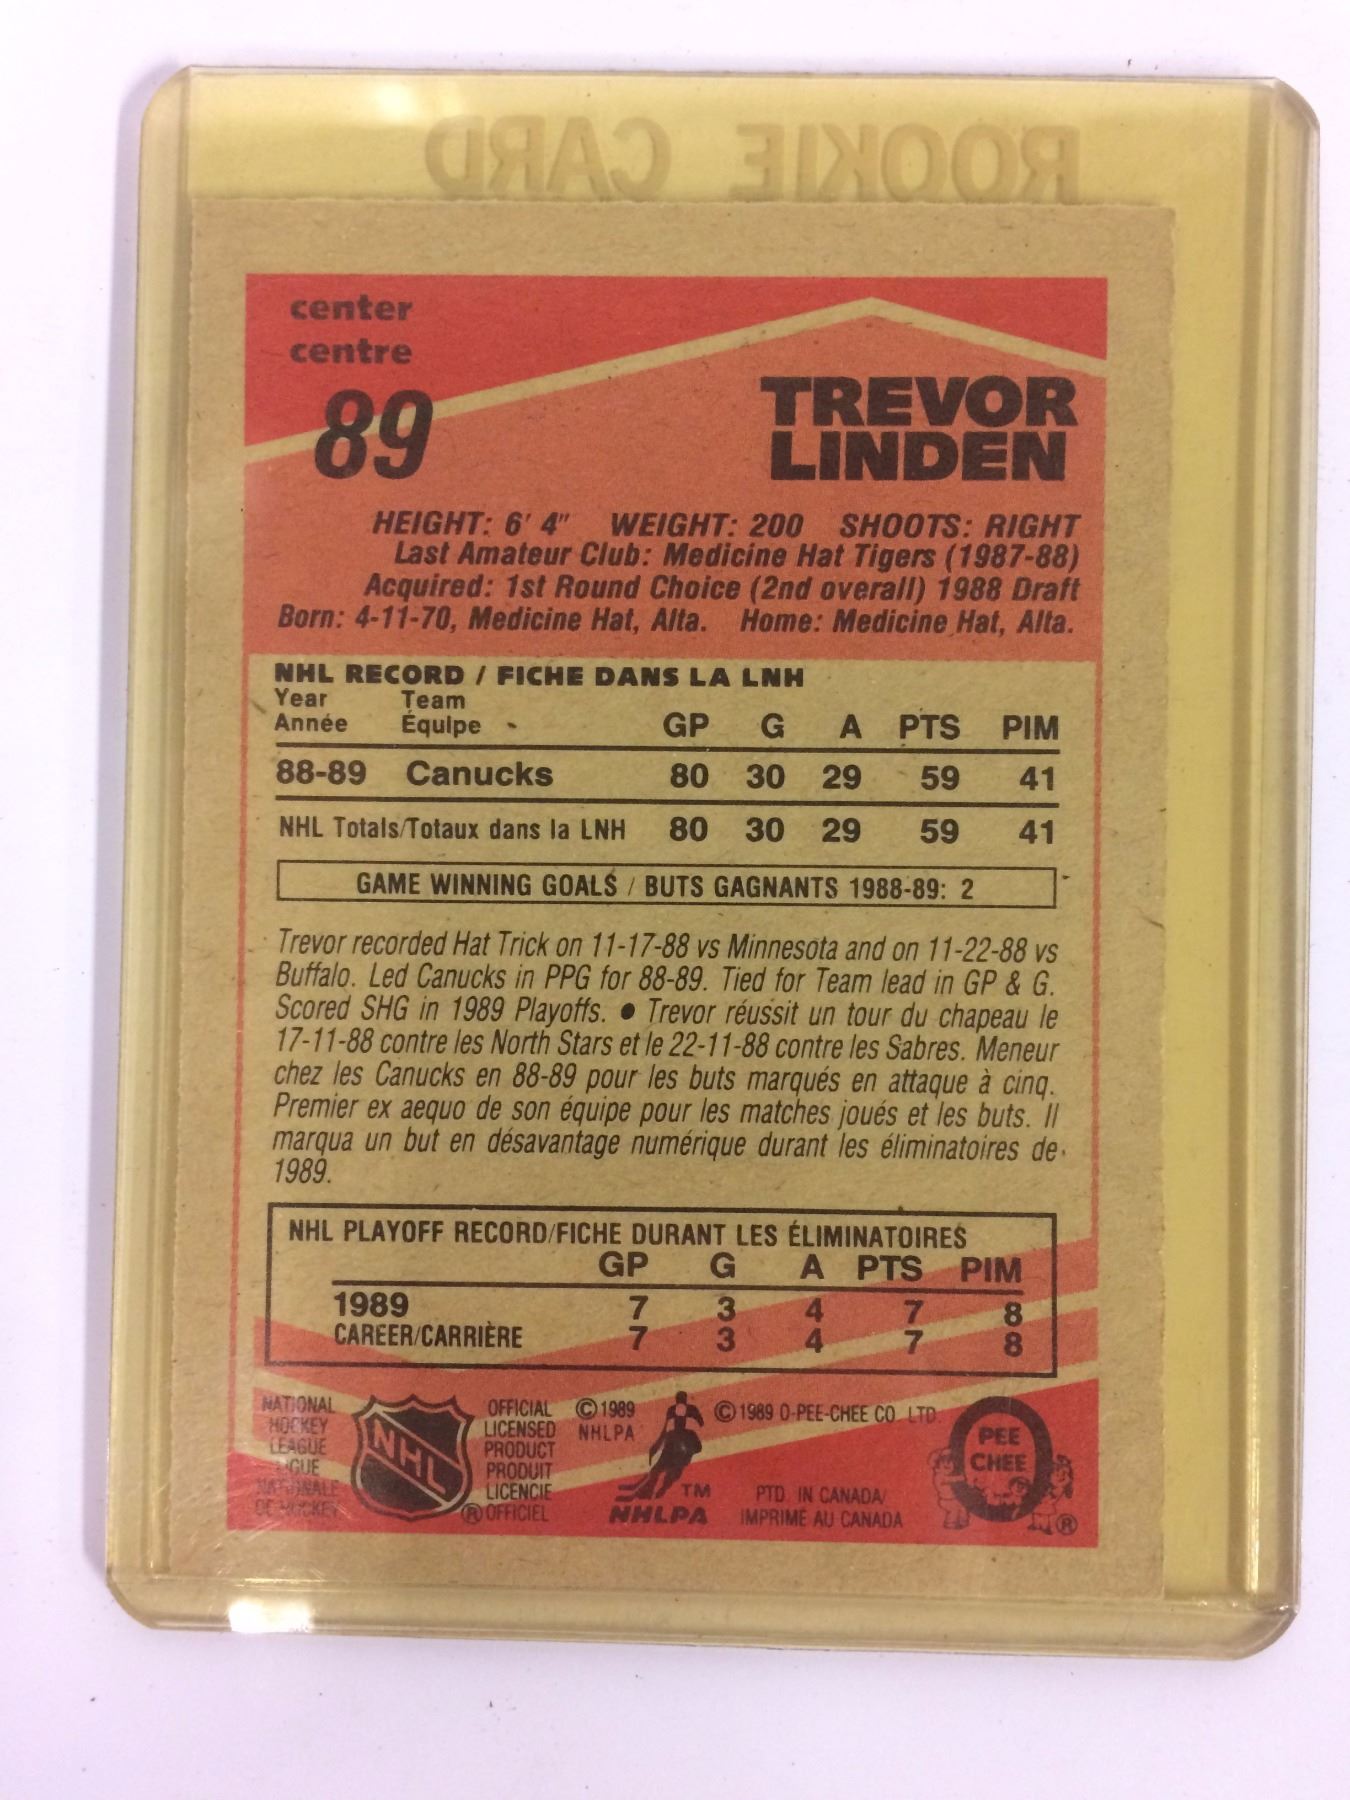 ROOKIE CARD
center
centre
89
TREVOR
LINDEN
HEIGHT: 6' 4" WEIGHT: 200 SHOOTS: RIGHT
Last Amateur Club: Medicine Hat Tigers (1987-88)
Acquired: 1st Round Choice (2nd overall) 1988 Draft
Born: 4-11-70, Medicine Hat, Alta. Home: Medicine Hat, Alta.
NHL RECORD / FICHE DANS LA LNH
Year Team
Année Équipe GP G A PTS PIM
88-89 Canucks 80 30 29 59 41
NHL Totals/Totaux dans la LNH 80 30 29 59 41
GAME WINNING GOALS / BUTS GAGNANTS 1988-89: 2
Trevor recorded Hat Trick on 11-17-88 vs Minnesota and on 11-22-88 vs
Buffalo. Led Canucks in PPG for 88-89. Tied for Team lead in GP & G.
Scored SHG in 1989 Playoffs. ● Trevor réussit un tour du chapeau le
17-11-88 contre les North Stars et le 22-11-88 contre les Sabres. Meneur
chez les Canucks en 88-89 pour les buts marqués en attaque à cinq.
Premier ex aequo de son équipe pour les matches joués et les buts. Il
marqua un but en désavantage numérique durant les éliminatoires de
1989.
NHL PLAYOFF RECORD/FICHE DURANT LES ÉLIMINATOIRES
GP G A PTS PIM
1989 7 3 4 7 8
CAREER/CARRIÈRE 7 3 4 7 8
NATIONAL
HOCKEY
LEAGUE
LIGUE
NATIONALE
DE HOCKEY
NHL
®
OFFICIAL
LICENSED
PRODUCT
PRODUIT
LICENCIE
OFFICIEL
©1989
NHLPA
TM
NHLPA
©1989 O-PEE-CHEE CO. LTD.
PTD. IN CANADA/
IMPRIMÉ AU CANADA
O
PEE
CHEE
®